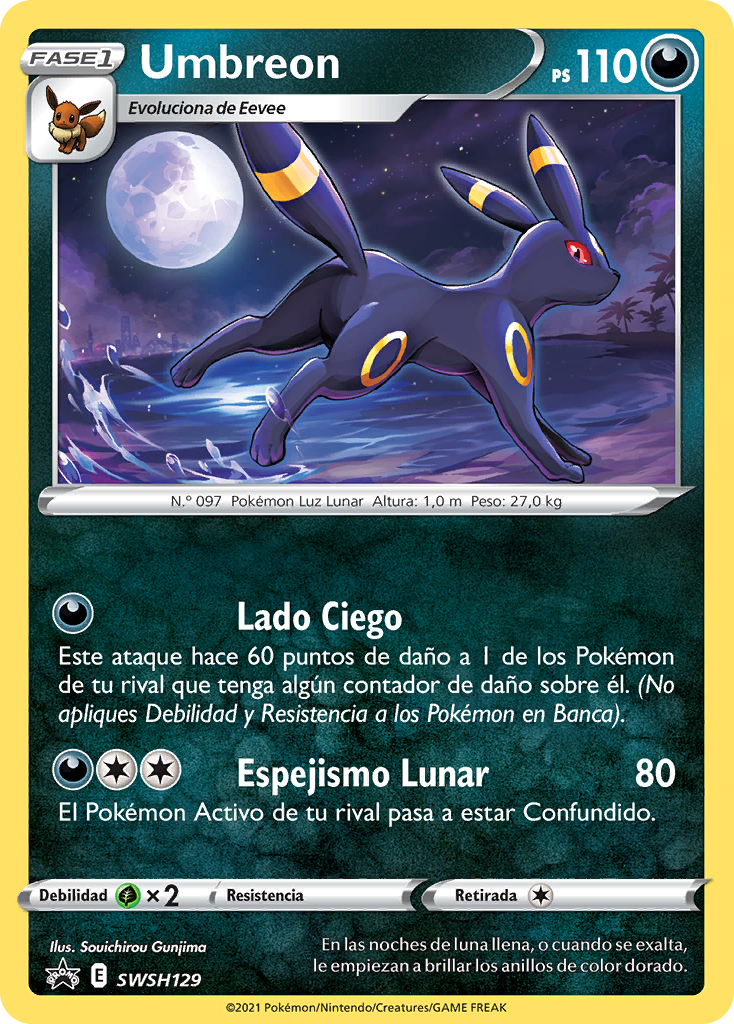 FASE 1
Umbreon
PS 110
Evoluciona de Eevee
N.º 097 Pokémon Luz Lunar Altura: 1,0 m Peso: 27,0 kg
Lado Ciego
Este ataque hace 60 puntos de daño a 1 de los Pokémon
de tu rival que tenga algún contador de daño sobre él. (No
apliques Debilidad y Resistencia a los Pokémon en Banca).
Espejismo Lunar 80
El Pokémon Activo de tu rival pasa a estar Confundido.
Debilidad ×2 Resistencia Retirada
Ilus. Souichirou Gunjima
En las noches de luna llena, o cuando se exalta,
le empiezan a brillar los anillos de color dorado.
PROMO E SWSH129
©2021 Pokémon/Nintendo/Creatures/GAME FREAK